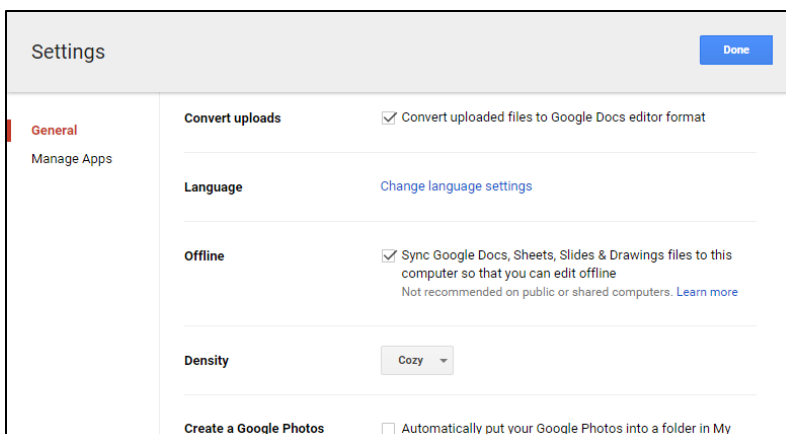 Settings
Done
General
Manage Apps
Convert uploads
Convert uploaded files to Google Docs editor format
Language
Change language settings
Offline
Sync Google Docs, Sheets, Slides & Drawings files to this
computer so that you can edit offline
Not recommended on public or shared computers. Learn more
Density
Cozy
Create a Google Photos
Automatically put your Google Photos into a folder in My